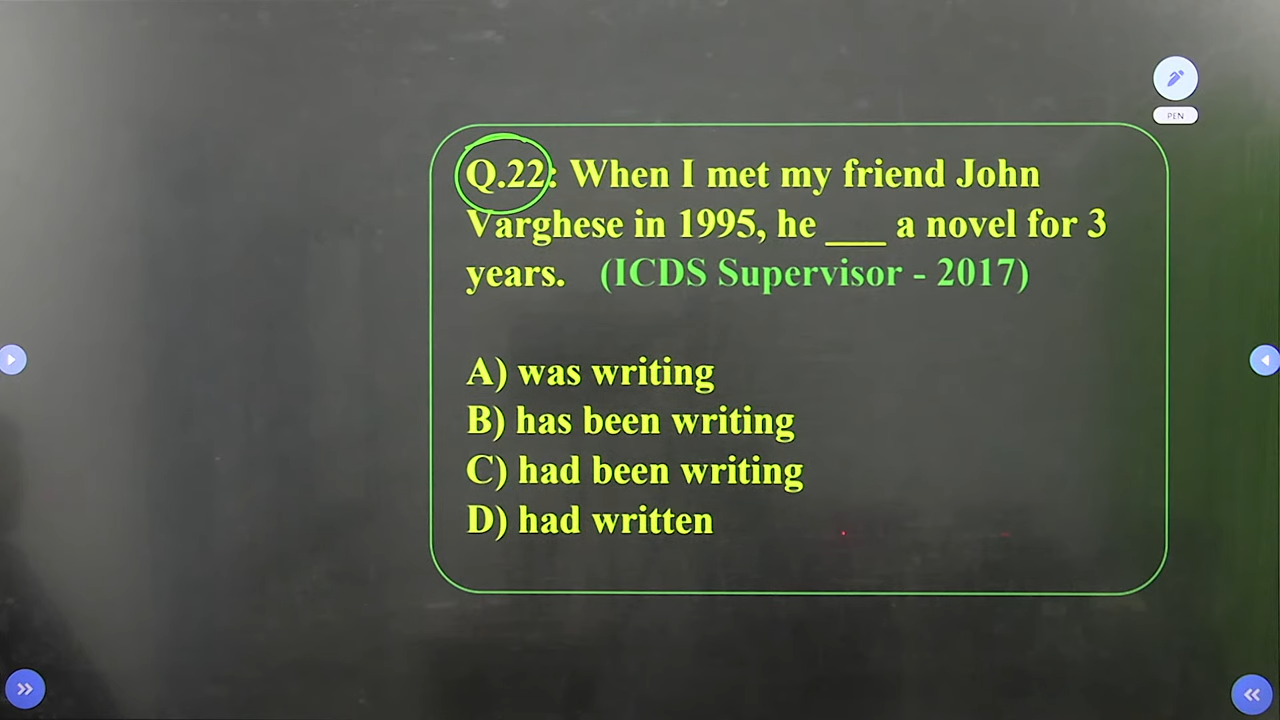 PEN
Q.22: When I met my friend John
Varghese in 1995, he ___ a novel for 3
years. (ICDS Supervisor - 2017)
A) was writing
B) has been writing
C) had been writing
D) had written